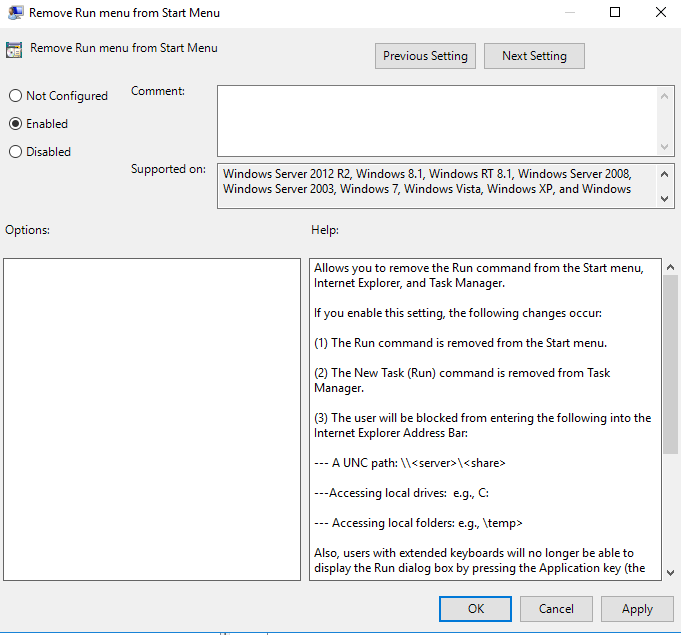 Remove Run menu from Start Menu
Remove Run menu from Start Menu
Previous Setting
Next Setting
Not Configured
Enabled
Disabled
Comment:
Supported on:
Windows Server 2012 R2, Windows 8.1, Windows RT 8.1, Windows Server 2008,
Windows Server 2003, Windows 7, Windows Vista, Windows XP, and Windows
Options:
Help:
Allows you to remove the Run command from the Start menu,
Internet Explorer, and Task Manager.
If you enable this setting, the following changes occur:
(1) The Run command is removed from the Start menu.
(2) The New Task (Run) command is removed from Task
Manager.
(3) The user will be blocked from entering the following into the
Internet Explorer Address Bar:
--- A UNC path: \\<server>\<share>
---Accessing local drives:  e.g., C:
--- Accessing local folders: e.g., \temp>
Also, users with extended keyboards will no longer be able to
display the Run dialog box by pressing the Application key (the
OK
Cancel
Apply